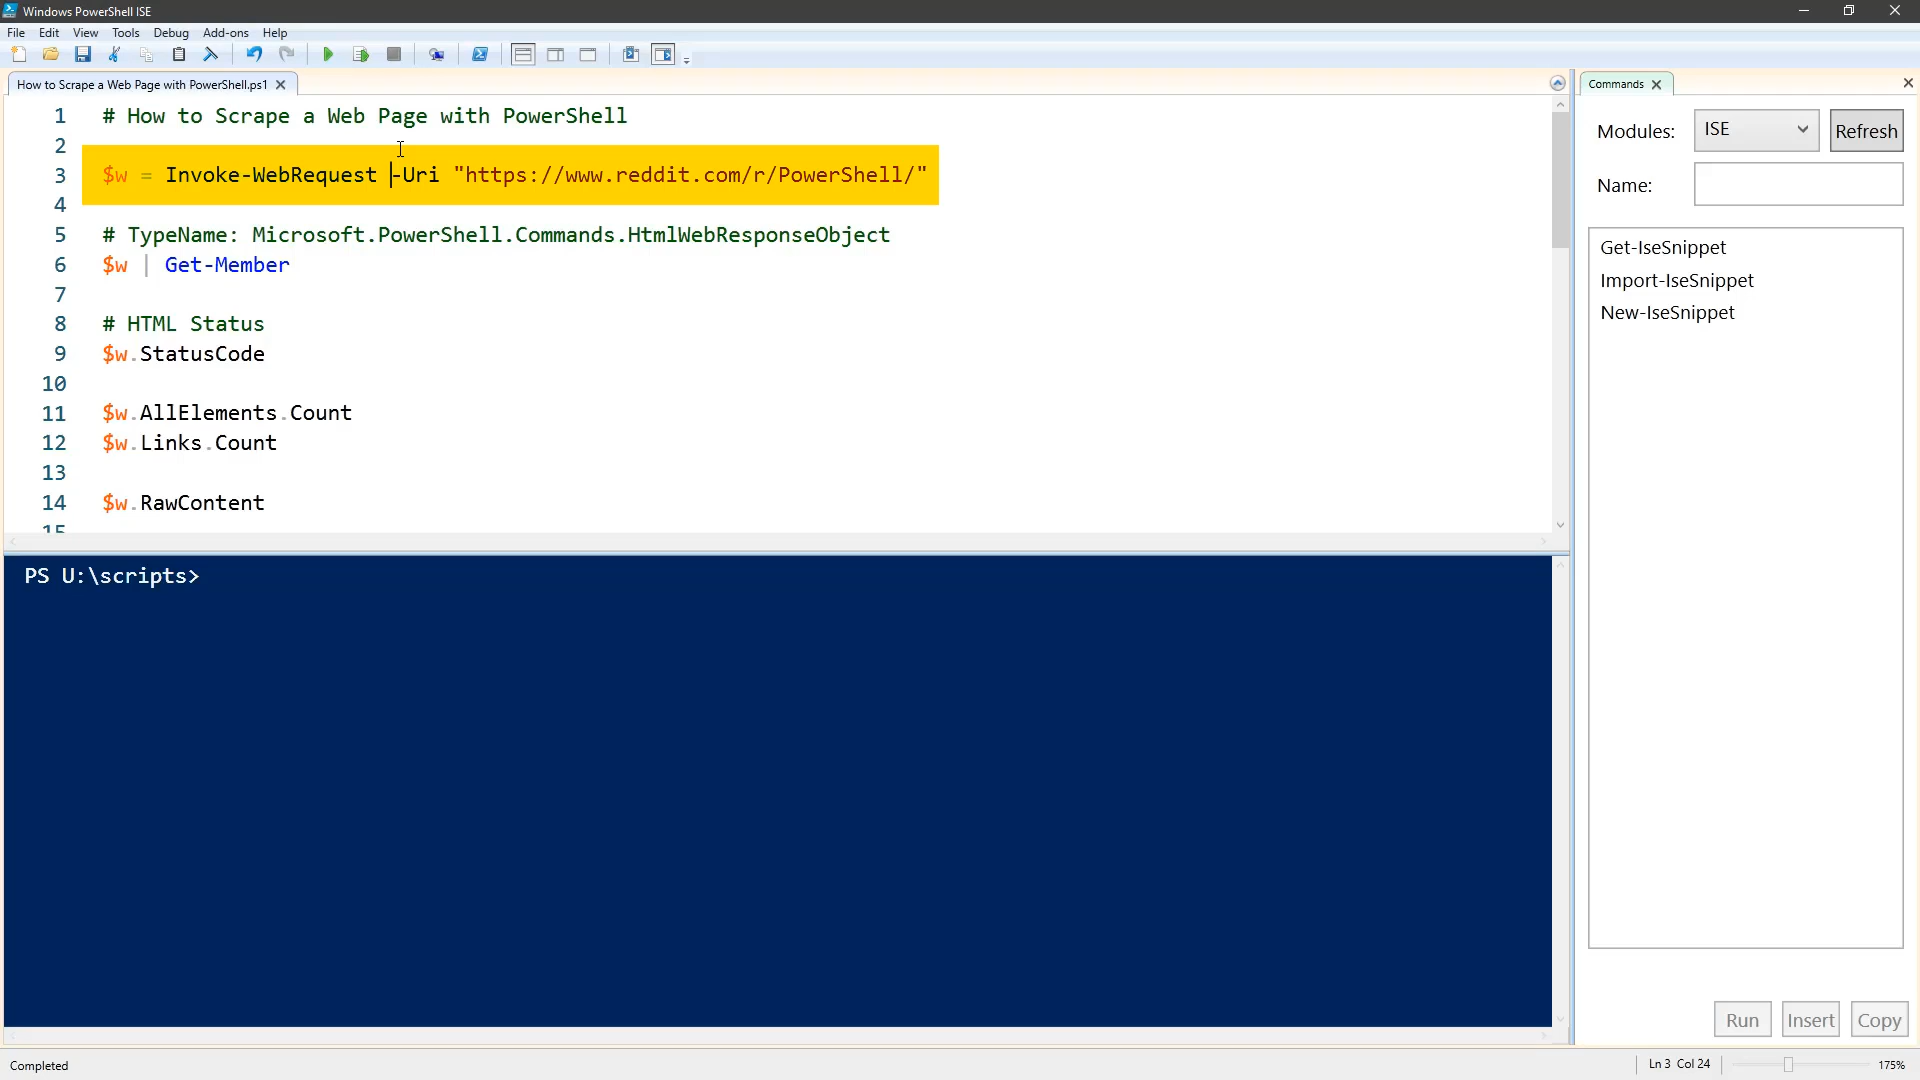 Windows PowerShell ISE
File Edit View Tools Debug Add-ons Help
How to Scrape a Web Page with PowerShell.ps1
1 # How to Scrape a Web Page with PowerShell
2
3 $w = Invoke-WebRequest -Uri "https://www.reddit.com/r/PowerShell/"
4
5 # TypeName: Microsoft.PowerShell.Commands.HtmlWebResponseObject
6 $w | Get-Member
7
8 # HTML Status
9 $w.StatusCode
10
11 $w.AllElements.Count
12 $w.Links.Count
13
14 $w.RawContent
15
PS U:\scripts>
Commands
Modules: ISE Refresh
Name:
Get-IseSnippet
Import-IseSnippet
New-IseSnippet
Run Insert Copy
Completed
Ln 3 Col 24
175%